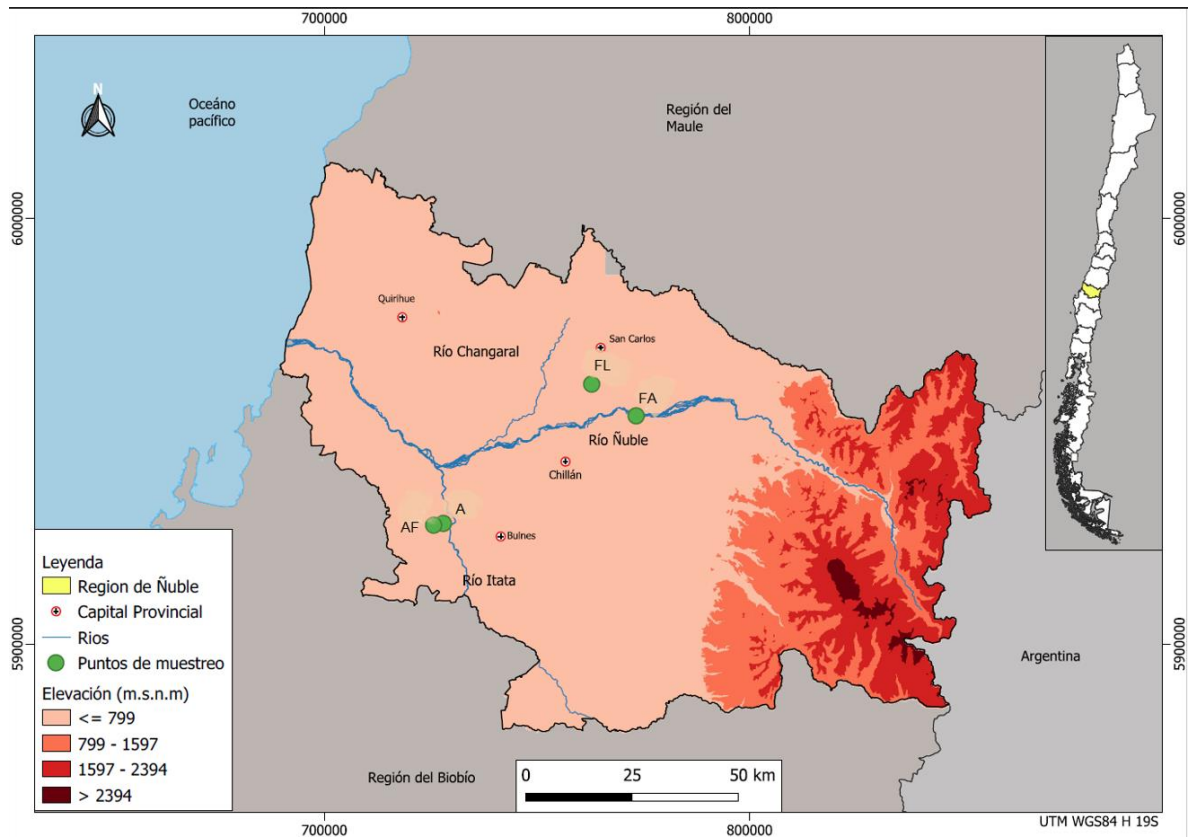 700000
800000
N
Oceáno
pacífico
Región del
Maule
6000000
6000000
Quirihue
Río Changaral
San Carlos
FL
FA
Río Ñuble
Chillán
A
AF
Bulnes
Río Itata
5900000
5900000
Argentina
Región del Biobío
Leyenda
Region de Ñuble
Capital Provincial
Rios
Puntos de muestreo
Elevación (m.s.n.m)
<= 799
799 - 1597
1597 - 2394
> 2394
0 25 50 km
700000
800000
UTM WGS84 H 19S